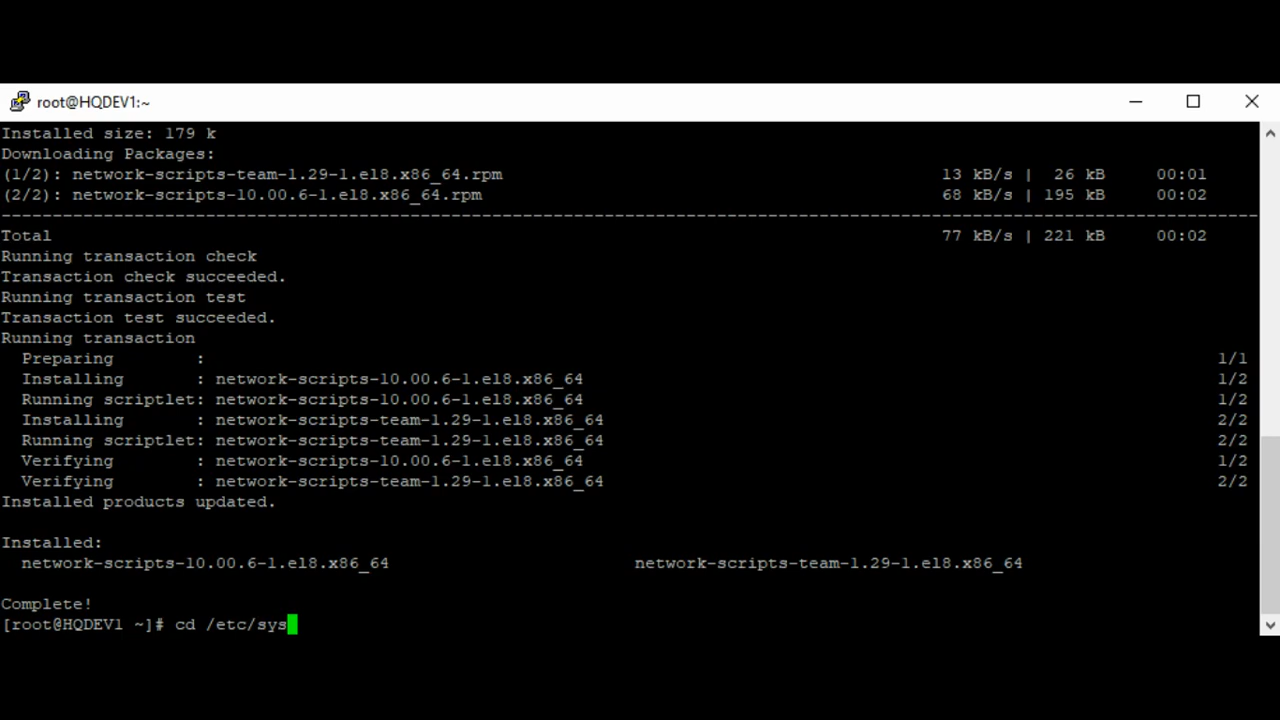 root@HQDEV1:~
Installed size: 179 k
Downloading Packages:
(1/2): network-scripts-team-1.29-1.el8.x86_64.rpm 13 kB/s | 26 kB 00:01
(2/2): network-scripts-10.00.6-1.el8.x86_64.rpm 68 kB/s | 195 kB 00:02
--------------------------------------------------------------------------------
Total 77 kB/s | 221 kB 00:02
Running transaction check
Transaction check succeeded.
Running transaction test
Transaction test succeeded.
Running transaction
Preparing : 1/1
Installing : network-scripts-10.00.6-1.el8.x86_64 1/2
Running scriptlet: network-scripts-10.00.6-1.el8.x86_64 1/2
Installing : network-scripts-team-1.29-1.el8.x86_64 2/2
Running scriptlet: network-scripts-team-1.29-1.el8.x86_64 2/2
Verifying : network-scripts-10.00.6-1.el8.x86_64 1/2
Verifying : network-scripts-team-1.29-1.el8.x86_64 2/2
Installed products updated.
Installed:
network-scripts-10.00.6-1.el8.x86_64 network-scripts-team-1.29-1.el8.x86_64
Complete!
[root@HQDEV1 ~]# cd /etc/sys